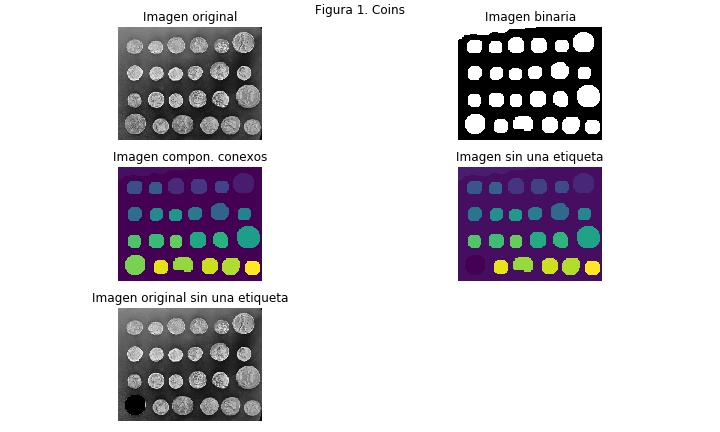 Figura 1. Coins
Imagen original
Imagen binaria
Imagen compon. conexos
Imagen sin una etiqueta
Imagen original sin una etiqueta